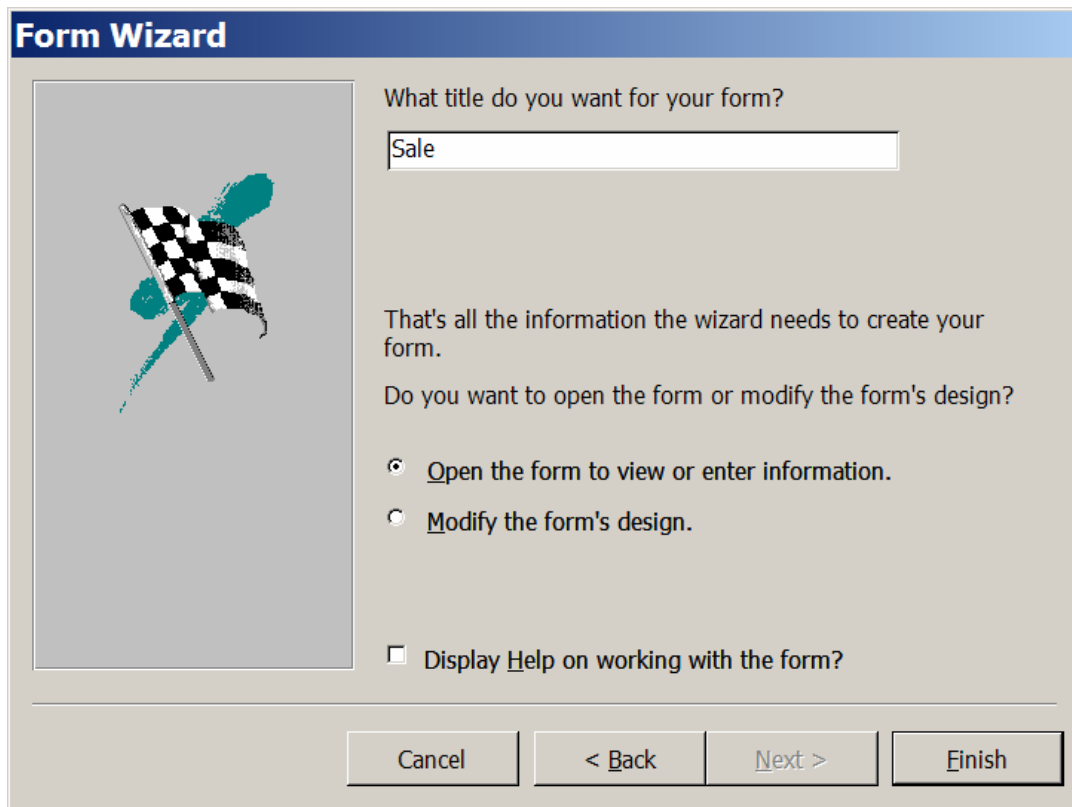 Form Wizard
What title do you want for your form?
Sale
That's all the information the wizard needs to create your
form.
Do you want to open the form or modify the form's design?
Open the form to view or enter information.
Modify the form's design.
Display Help on working with the form?
Cancel
< Back
Next >
Finish